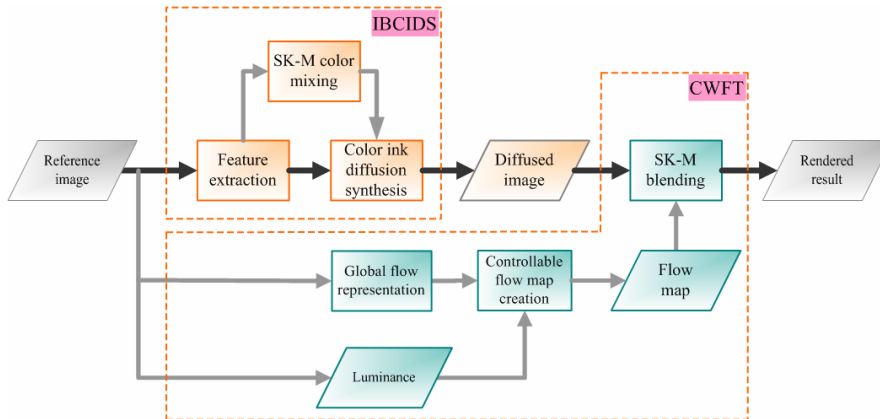 IBCIDS
SK-M color
mixing
CWFT
Reference
image
Feature
extraction
Color ink
diffusion
synthesis
Diffused
image
SK-M
blending
Rendered
result
Global flow
representation
Controllable
flow map
creation
Flow
map
Luminance